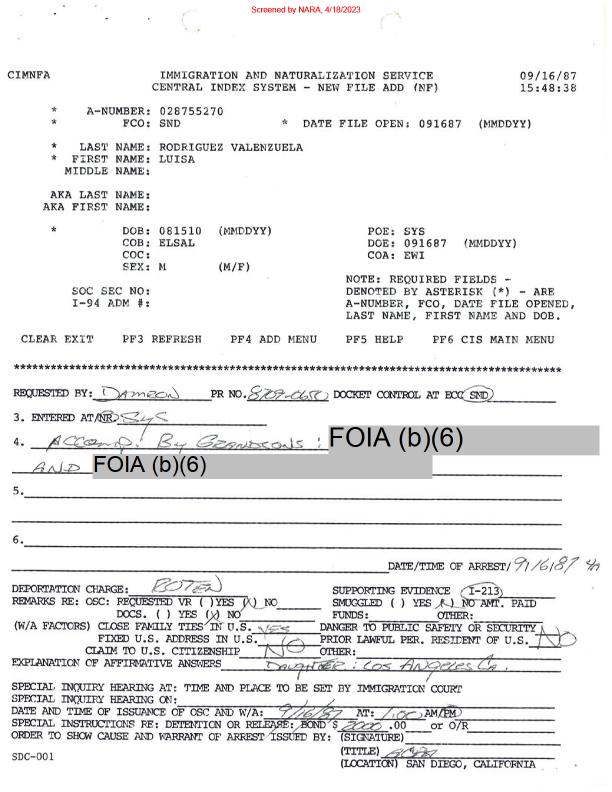 Screened by NARA, 4/18/2023
CIMNFA IMMIGRATION AND NATURALIZATION SERVICE 09/16/87
CENTRAL INDEX SYSTEM - NEW FILE ADD (NF) 15:48:38
* A-NUMBER: 028755270
* FCO: SND * DATE FILE OPEN: 091687 (MMDDYY)
* LAST NAME: RODRIGUEZ VALENZUELA
* FIRST NAME: LUISA
MIDDLE NAME:
AKA LAST NAME:
AKA FIRST NAME:
* DOB: 081510 (MMDDYY) POE: SYS
COB: ELSAL DOE: 091687 (MMDDYY)
COC: COA: EWI
SEX: M (M/F)
NOTE: REQUIRED FIELDS -
SOC SEC NO: DENOTED BY ASTERISK (*) - ARE
I-94 ADM #: A-NUMBER, FCO, DATE FILE OPENED,
LAST NAME, FIRST NAME AND DOB.
CLEAR EXIT PF3 REFRESH PF4 ADD MENU PF5 HELP PF6 CIS MAIN MENU
REQUESTED BY: DAMRON PR NO. 8709-0650 DOCKET CONTROL AT ECC SND
3. ENTERED AT/NR SYS
4. ACCOMP. BY GRANDSONS: FOIA (b)(6)
AND FOIA (b)(6)
5.
6.
DATE/TIME OF ARREST/ 9/16/87
DEPORTATION CHARGE: SUPPORTING EVIDENCE I-213
REMARKS RE: OSC: REQUESTED VR ( )YES (X) NO SMUGGLED ( ) YES (X) NO AMT. PAID
DOCS. ( ) YES (X) NO FUNDS: OTHER:
(W/A FACTORS) CLOSE FAMILY TIES IN U.S. YES DANGER TO PUBLIC SAFETY OR SECURITY
FIXED U.S. ADDRESS IN U.S. PRIOR LAWFUL PER. RESIDENT OF U.S. NO
CLAIM TO U.S. CITIZENSHIP NO OTHER:
EXPLANATION OF AFFIRMATIVE ANSWERS DAUGHTER: LOS ANGELES CA.
SPECIAL INQUIRY HEARING AT: TIME AND PLACE TO BE SET BY IMMIGRATION COURT
SPECIAL INQUIRY HEARING ON:
DATE AND TIME OF ISSUANCE OF OSC AND W/A: 9/16/87 AT: 1:00 AM/PM
SPECIAL INSTRUCTIONS RE: DETENTION OR RELEASE: BOND $ 2000 .00 or O/R
ORDER TO SHOW CAUSE AND WARRANT OF ARREST ISSUED BY: (SIGNATURE)
(TITLE)
SDC-001 (LOCATION) SAN DIEGO, CALIFORNIA